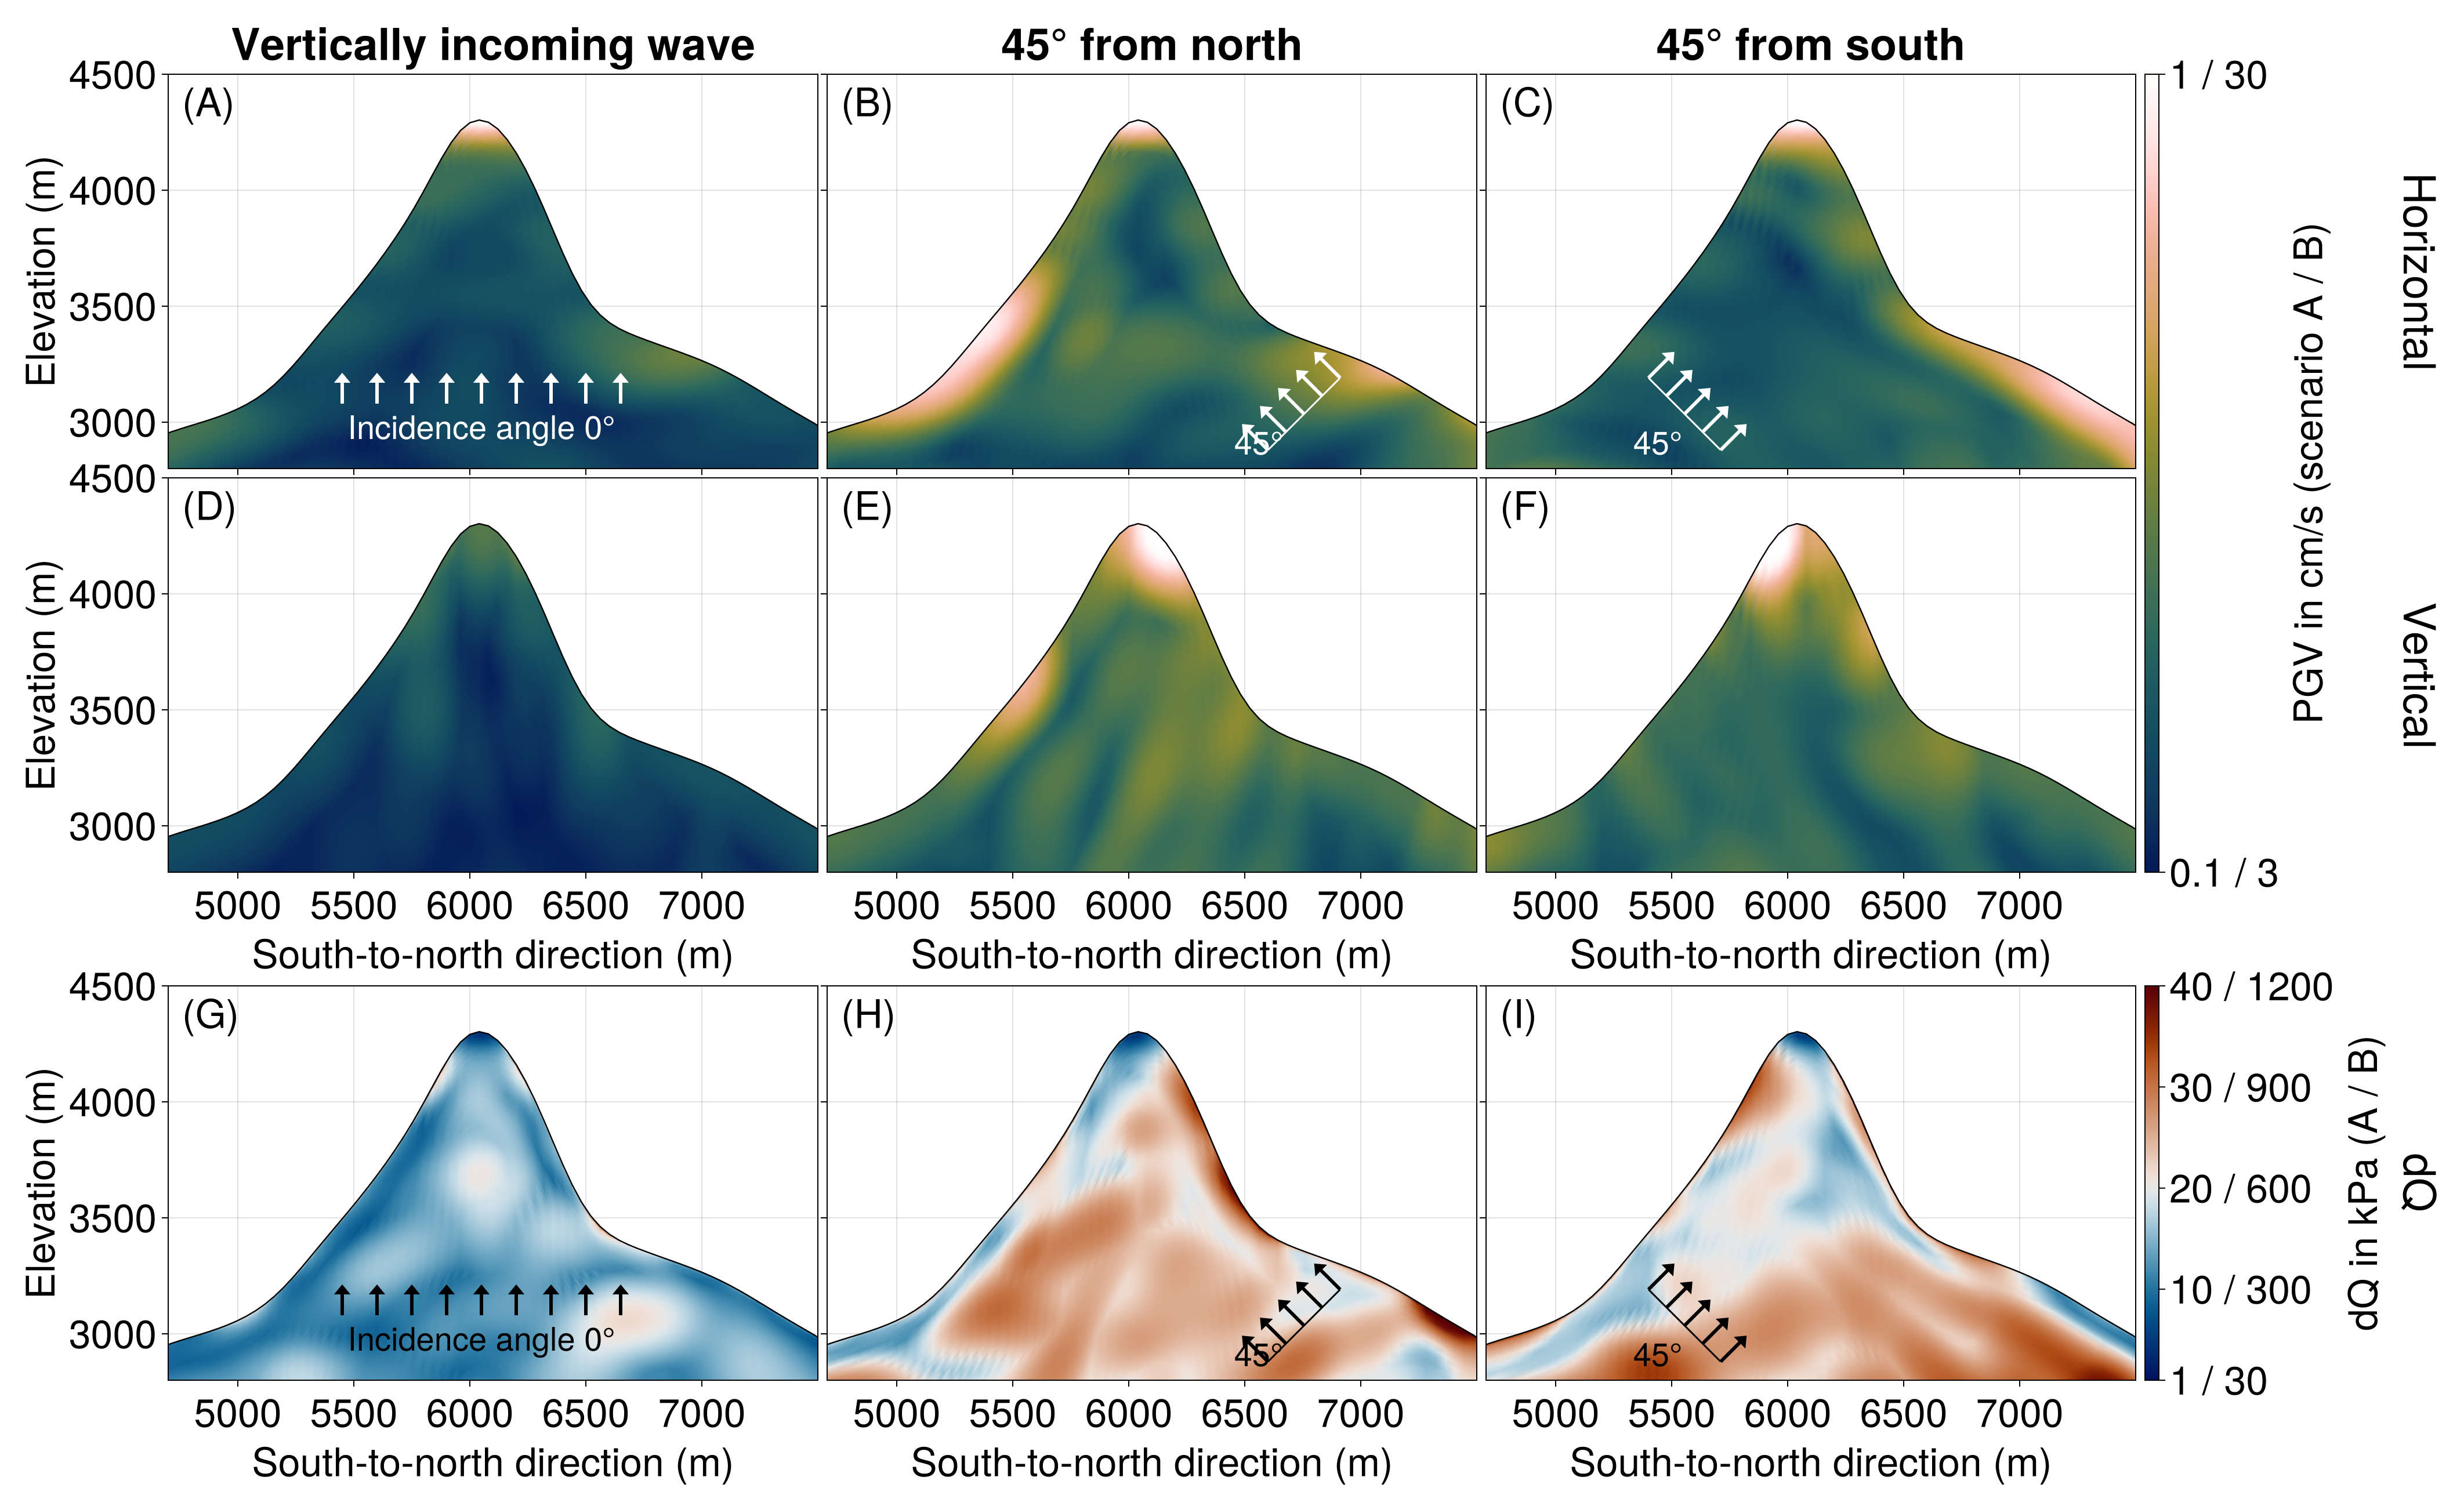 Vertically incoming wave
45° from north
45° from south
4500
4000
3500
3000
Elevation (m)
(A)
Incidence angle 0°
(B)
45°
(C)
45°
1 / 30
0.1 / 3
PGV in cm/s (scenario A / B)
Horizontal
Vertical
4500
4000
3500
3000
Elevation (m)
(D)
(E)
(F)
5000 5500 6000 6500 7000
South-to-north direction (m)
5000 5500 6000 6500 7000
South-to-north direction (m)
5000 5500 6000 6500 7000
South-to-north direction (m)
4500
4000
3500
3000
Elevation (m)
(G)
Incidence angle 0°
(H)
45°
(I)
45°
40 / 1200
30 / 900
20 / 600
10 / 300
1 / 30
dQ in kPa (A / B)
dQ
5000 5500 6000 6500 7000
South-to-north direction (m)
5000 5500 6000 6500 7000
South-to-north direction (m)
5000 5500 6000 6500 7000
South-to-north direction (m)